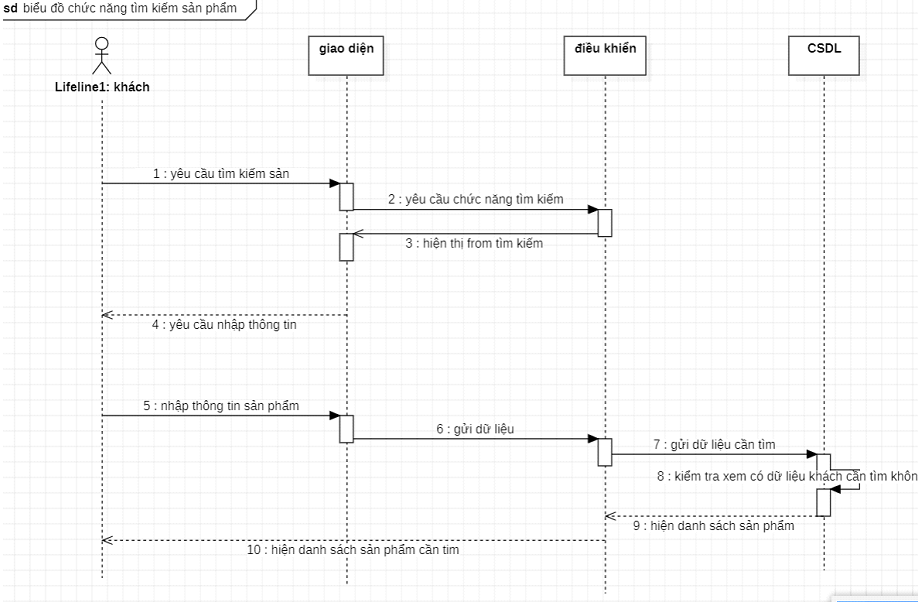 sd biểu đồ chức năng tìm kiếm sản phẩm
giao diện
điều khiển
CSDL
Lifeline1: khách
1 : yêu cầu tìm kiếm sản
2 : yêu cầu chức năng tìm kiếm
3 : hiện thị from tìm kiếm
4 : yêu cầu nhập thông tin
5 : nhập thông tin sản phẩm
6 : gửi dữ liệu
7 : gửi dữ liệu cần tìm
8 : kiểm tra xem có dữ liệu khách cần tìm khôn
9 : hiện danh sách sản phẩm
10 : hiện danh sách sản phẩm cần tim